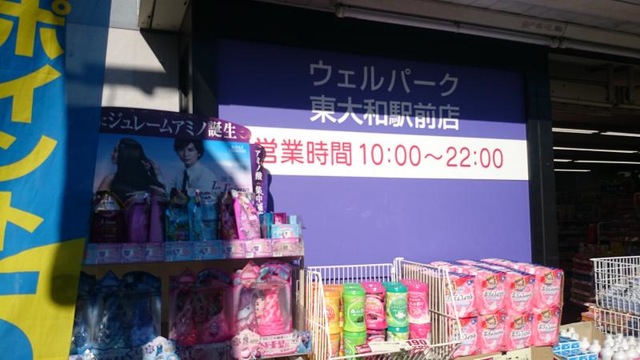 ポイント
ウェルパーク
東大和駅前店
営業時間 10:00〜22:00
ジュレームアミノ誕生